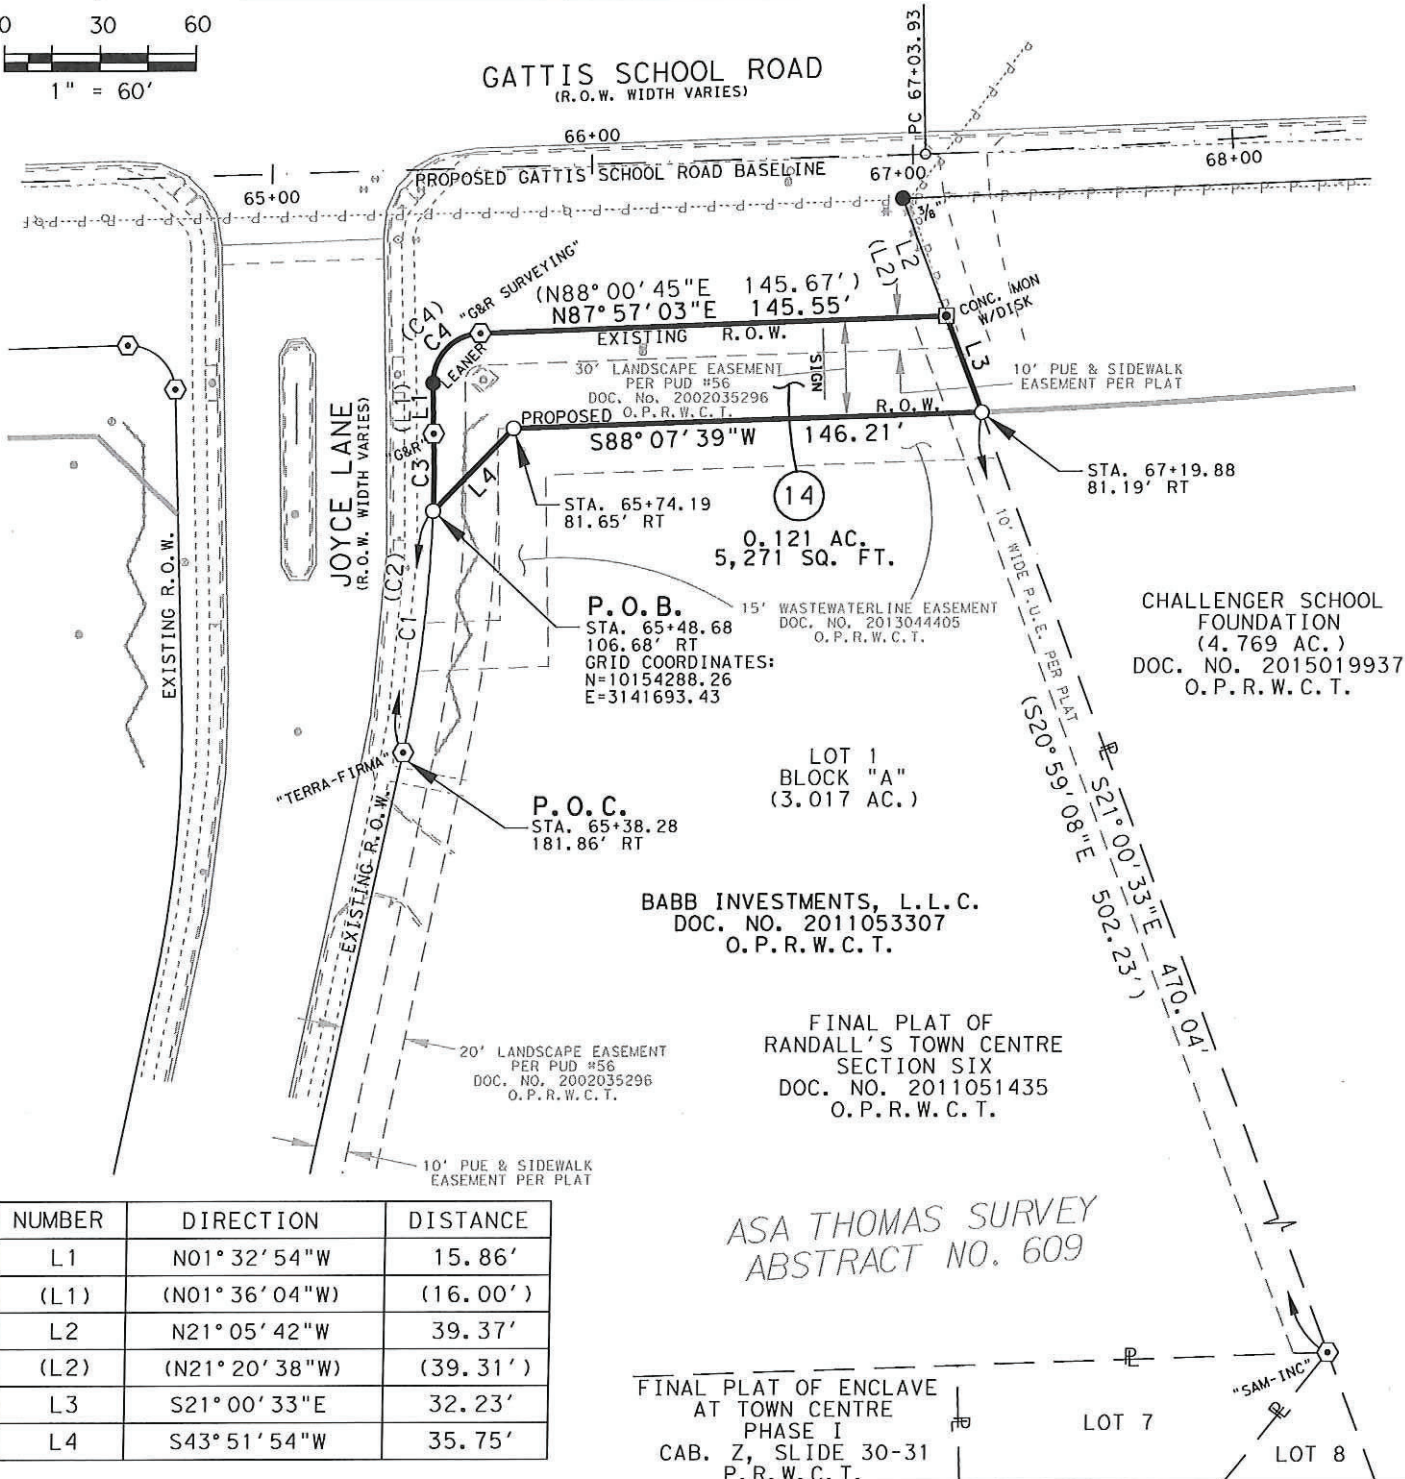 0 30 60
1" = 60'
GATTIS SCHOOL ROAD
(R.O.W. WIDTH VARIES)
PC 67+03.93
66+00
68+00
PROPOSED GATTIS SCHOOL ROAD BASELINE
67+00
65+00
3/8"
L2
(L2)
"G&R SURVEYING"
(N88°00'45"E 145.67')
N87°57'03"E 145.55'
CONC. MON
W/DISK
(C4)
C4
LEANER
EXISTING R.O.W.
SIGN
L3
30' LANDSCAPE EASEMENT
PER PUD #56
DOC. No. 2002035296
O.P.R.W.C.T.
10' PUE & SIDEWALK
EASEMENT PER PLAT
(L1)
L1
"G&R"
C3
L4
PROPOSED
R.O.W.
S88°07'39"W 146.21'
JOYCE LANE
(R.O.W. WIDTH VARIES)
STA. 65+74.19
81.65' RT
14
STA. 67+19.88
81.19' RT
0.121 AC.
5,271 SQ. FT.
EXISTING R.O.W.
(C2)
C1
P.O.B.
STA. 65+48.68
106.68' RT
GRID COORDINATES:
N=10154288.26
E=3141693.43
15' WASTEWATERLINE EASEMENT
DOC. NO. 2013044405
O.P.R.W.C.T.
10' WIDE P.U.E. PER PLAT
CHALLENGER SCHOOL
FOUNDATION
(4.769 AC.)
DOC. NO. 2015019937
O.P.R.W.C.T.
(S20°59'08"E 502.23')
S21°00'33"E 470.04'
"TERRA-FIRMA"
P.O.C.
STA. 65+38.28
181.86' RT
LOT 1
BLOCK "A"
(3.017 AC.)
EXISTING R.O.W.
BABB INVESTMENTS, L.L.C.
DOC. NO. 2011053307
O.P.R.W.C.T.
FINAL PLAT OF
RANDALL'S TOWN CENTRE
SECTION SIX
DOC. NO. 2011051435
O.P.R.W.C.T.
20' LANDSCAPE EASEMENT
PER PUD #56
DOC. NO. 2002035296
O.P.R.W.C.T.
10' PUE & SIDEWALK
EASEMENT PER PLAT
NUMBER DIRECTION DISTANCE
L1 N01°32'54"W 15.86'
(L1) (N01°36'04"W) (16.00')
L2 N21°05'42"W 39.37'
(L2) (N21°20'38"W) (39.31')
L3 S21°00'33"E 32.23'
L4 S43°51'54"W 35.75'
ASA THOMAS SURVEY
ABSTRACT NO. 609
"SAM-INC"
FINAL PLAT OF ENCLAVE
AT TOWN CENTRE
PHASE I
CAB. Z, SLIDE 30-31
P.R.W.C.T.
LOT 7
LOT 8